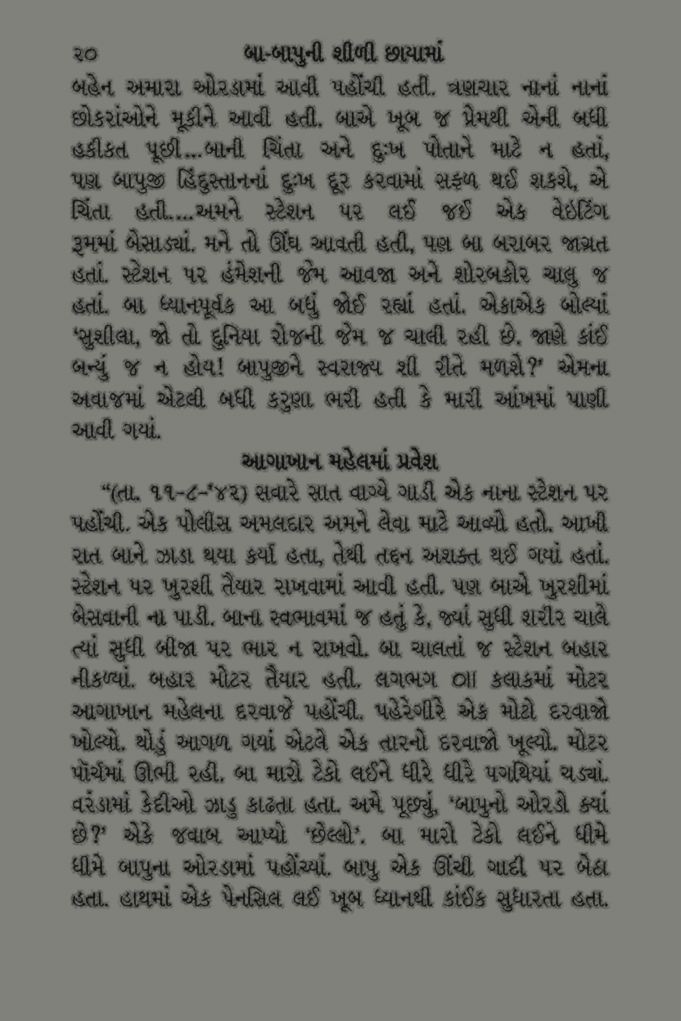 ૨૦ બા-બાપુની શીળી છાયામાં
બહેન અમારા ઓરડામાં આવી પહોંચી હતી. ત્રણચાર નાનાં નાનાં
છોકરાંઓને મૂકીને આવી હતી. બાએ ખૂબ જ પ્રેમથી એની બધી
હકીકત પૂછી...બાની ચિંતા અને દુઃખ પોતાને માટે ન હતાં,
પણ બાપુજી હિંદુસ્તાનનાં દુઃખ દૂર કરવામાં સફળ થઈ શકશે, એ
ચિંતા હતી....અમને સ્ટેશન પર લઈ જઈ એક વેઇટિંગ
રૂમમાં બેસાડ્યાં. મને તો ઊંઘ આવતી હતી, પણ બા બરાબર જાગ્રત
હતાં. સ્ટેશન પર હંમેશની જેમ આવજા અને શોરબકોર ચાલુ જ
હતાં. બા ધ્યાનપૂર્વક આ બધું જોઈ રહ્યાં હતાં. એકાએક બોલ્યાં
‘સુશીલા, જો તો દુનિયા રોજની જેમ જ ચાલી રહી છે. જાણે કાંઈ
બન્યું જ ન હોય! બાપુજીને સ્વરાજ્ય શી રીતે મળશે?’ એમના
અવાજમાં એટલી બધી કરુણા ભરી હતી કે મારી આંખમાં પાણી
આવી ગયાં.
આગાખાન મહેલમાં પ્રવેશ
“(તા. ૧૧-૮-’૪૨) સવારે સાત વાગ્યે ગાડી એક નાના સ્ટેશન પર
પહોંચી. એક પોલીસ અમલદાર અમને લેવા માટે આવ્યો હતો. આખી
રાત બાને ઝાડા થયા કર્યા હતા, તેથી તદ્દન અશક્ત થઈ ગયાં હતાં.
સ્ટેશન પર ખુરશી તૈયાર રાખવામાં આવી હતી. પણ બાએ ખુરશીમાં
બેસવાની ના પાડી. બાના સ્વભાવમાં જ હતું કે, જ્યાં સુધી શરીર ચાલે
ત્યાં સુધી બીજા પર ભાર ન રાખવો. બા ચાલતાં જ સ્ટેશન બહાર
નીકળ્યાં. બહાર મોટર તૈયાર હતી. લગભગ ૦ાા કલાકમાં મોટર
આગાખાન મહેલના દરવાજે પહોંચી. પહેરેગીરે એક મોટો દરવાજો
ખોલ્યો. થોડું આગળ ગયાં એટલે એક તારનો દરવાજો ખૂલ્યો. મોટર
પૉર્ચમાં ઊભી રહી. બા મારો ટેકો લઈને ધીરે ધીરે પગથિયાં ચડ્યાં.
વરંડામાં કેદીઓ ઝાડુ કાઢતા હતા. અમે પૂછ્યું, ‘બાપુનો ઓરડો ક્યાં
છે?’ એકે જવાબ આપ્યો ‘છેલ્લો’. બા મારો ટેકો લઈને ધીમે
ધીમે બાપુના ઓરડામાં પહોંચ્યાં. બાપુ એક ઊંચી ગાદી પર બેઠા
હતા. હાથમાં એક પેનસિલ લઈ ખૂબ ધ્યાનથી કાંઈક સુધારતા હતા.